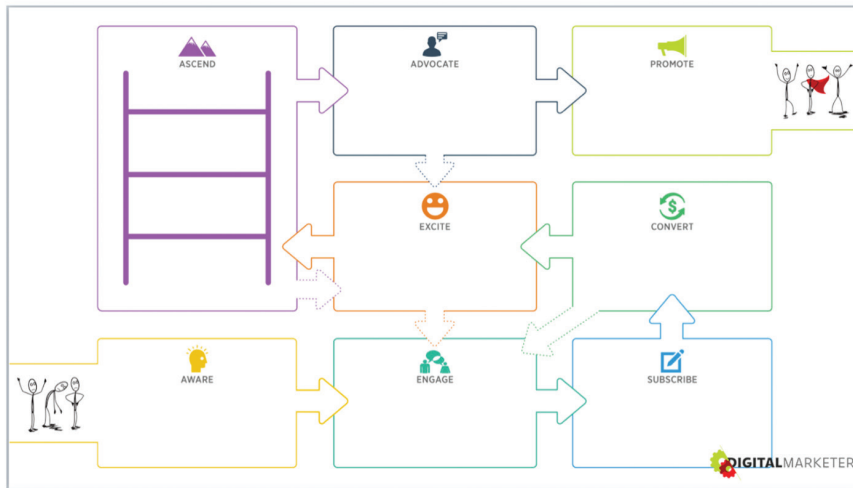 ASCEND
ADVOCATE
PROMOTE
EXCITE
CONVERT
AWARE
ENGAGE
SUBSCRIBE
DIGITALMARKETER